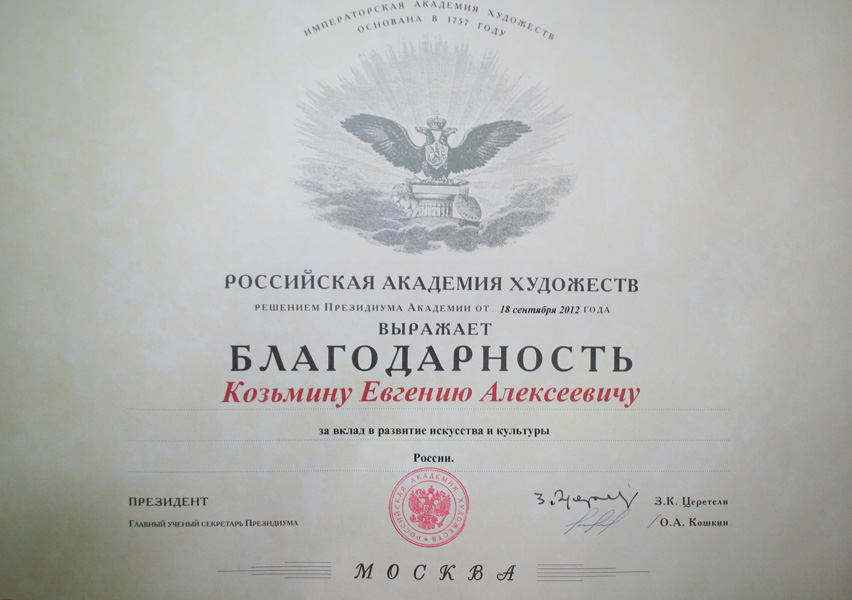 ИМПЕРАТОРСКАЯ АКАДЕМИЯ ХУДОЖЕСТВ
ОСНОВАНА В 1757 ГОДУ
РОССИЙСКАЯ АКАДЕМИЯ ХУДОЖЕСТВ
РЕШЕНИЕМ ПРЕЗИДИУМА АКАДЕМИИ ОТ 18 сентября 2012 ГОДА
ВЫРАЖАЕТ
БЛАГОДАРНОСТЬ
Козьмину Евгению Алексеевичу
за вклад в развитие искусства и культуры
России.
РОССИЙСКАЯ АКАДЕМИЯ ХУДОЖЕСТВ
ПРЕЗИДЕНТ З.К. Церетели
ГЛАВНЫЙ УЧЕНЫЙ СЕКРЕТАРЬ ПРЕЗИДИУМА О.А. Кошкин
МОСКВА